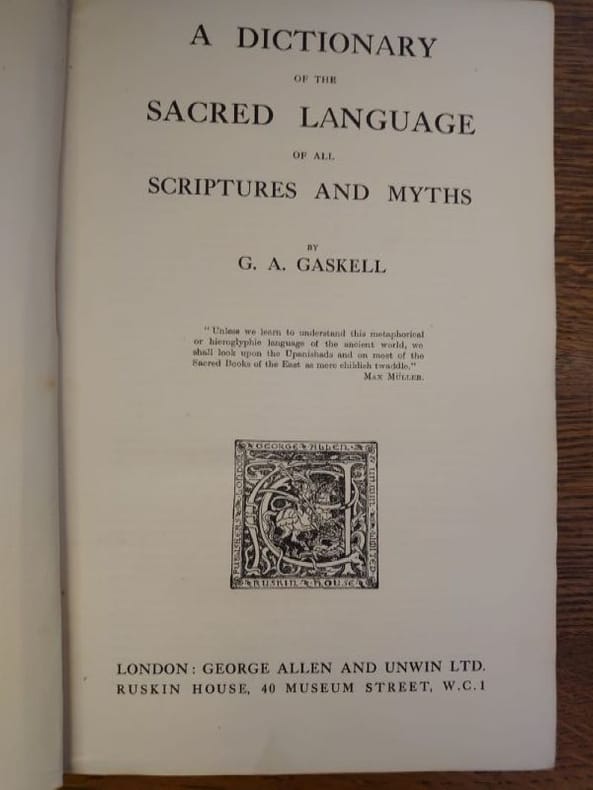 A DICTIONARY
OF THE
SACRED LANGUAGE
OF ALL
SCRIPTURES AND MYTHS
BY
G. A. GASKELL
"Unless we learn to understand this metaphorical
or hieroglyphic language of the ancient world, we
shall look upon the Upanishads and on most of the
Sacred Books of the East as mere childish twaddle."
MAX MÜLLER.
GEORGE ALLEN
RUSKIN HOUSE
LONDON: GEORGE ALLEN AND UNWIN LTD.
RUSKIN HOUSE, 40 MUSEUM STREET, W.C.1